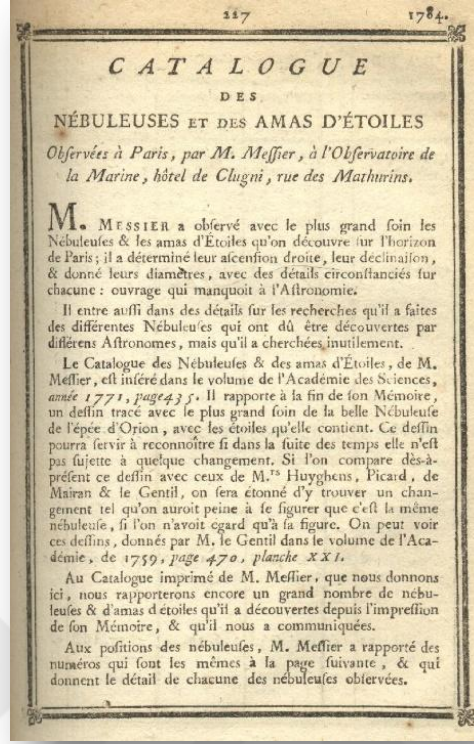 227 1784.
CATALOGUE
DES
NÉBULEUSES ET DES AMAS D'ÉTOILES
Obſervées à Paris, par M. Meſſier, à l'Obſervatoire de
la Marine, hôtel de Clugni, rue des Mathurins.
M. MESSIER a obſervé avec le plus grand ſoin les
Nébuleuſes & les amas d'Étoiles qu'on découvre ſur l'horizon
de Paris; il a déterminé leur aſcenſion droite, leur déclinaiſon,
& donné leurs diamètres, avec des détails circonſtanciés ſur
chacune: ouvrage qui manquoit à l'Aſtronomie.
Il entre auſſi dans des détails ſur les recherches qu'il a faites
des différentes Nébuleuſes qui ont dû être découvertes par
différens Aſtronomes, mais qu'il a cherchées inutilement.
Le Catalogue des Nébuleuſes & des amas d'Étoiles, de M.
Meſſier, eſt inſéré dans le volume de l'Académie des Sciences,
année 1771, page 435. Il rapporte à la fin de ſon Mémoire,
un deſſin tracé avec le plus grand ſoin de la belle Nébuleuſe
de l'épée d'Orion, avec les étoiles qu'elle contient. Ce deſſin
pourra ſervir à reconnoître ſi dans la ſuite des temps elle n'eſt
pas ſujette à quelque changement. Si l'on compare dès-à-
préſent ce deſſin avec ceux de M.rs Huyghens, Picard, de
Mairan & le Gentil, on ſera étonné d'y trouver un chan-
gement tel qu'on auroit peine à ſe figurer que c'eſt la même
nébuleuſe, ſi l'on n'avoit égard qu'à ſa figure. On peut voir
ces deſſins, donnés par M. le Gentil dans le volume de l'Aca-
démie, de 1759, page 470, planche XXI.
Au Catalogue imprimé de M. Meſſier, que nous donnons
ici, nous rapporterons encore un grand nombre de nébu-
leuſes & d'amas d'étoiles qu'il a découvertes depuis l'impreſſion
de ſon Mémoire, & qu'il nous a communiquées.
Aux poſitions des nébuleuſes, M. Meſſier a rapporté des
numéros qui ſont les mêmes à la page ſuivante, & qui
donnent le détail de chacune des nébuleuſes obſervées.